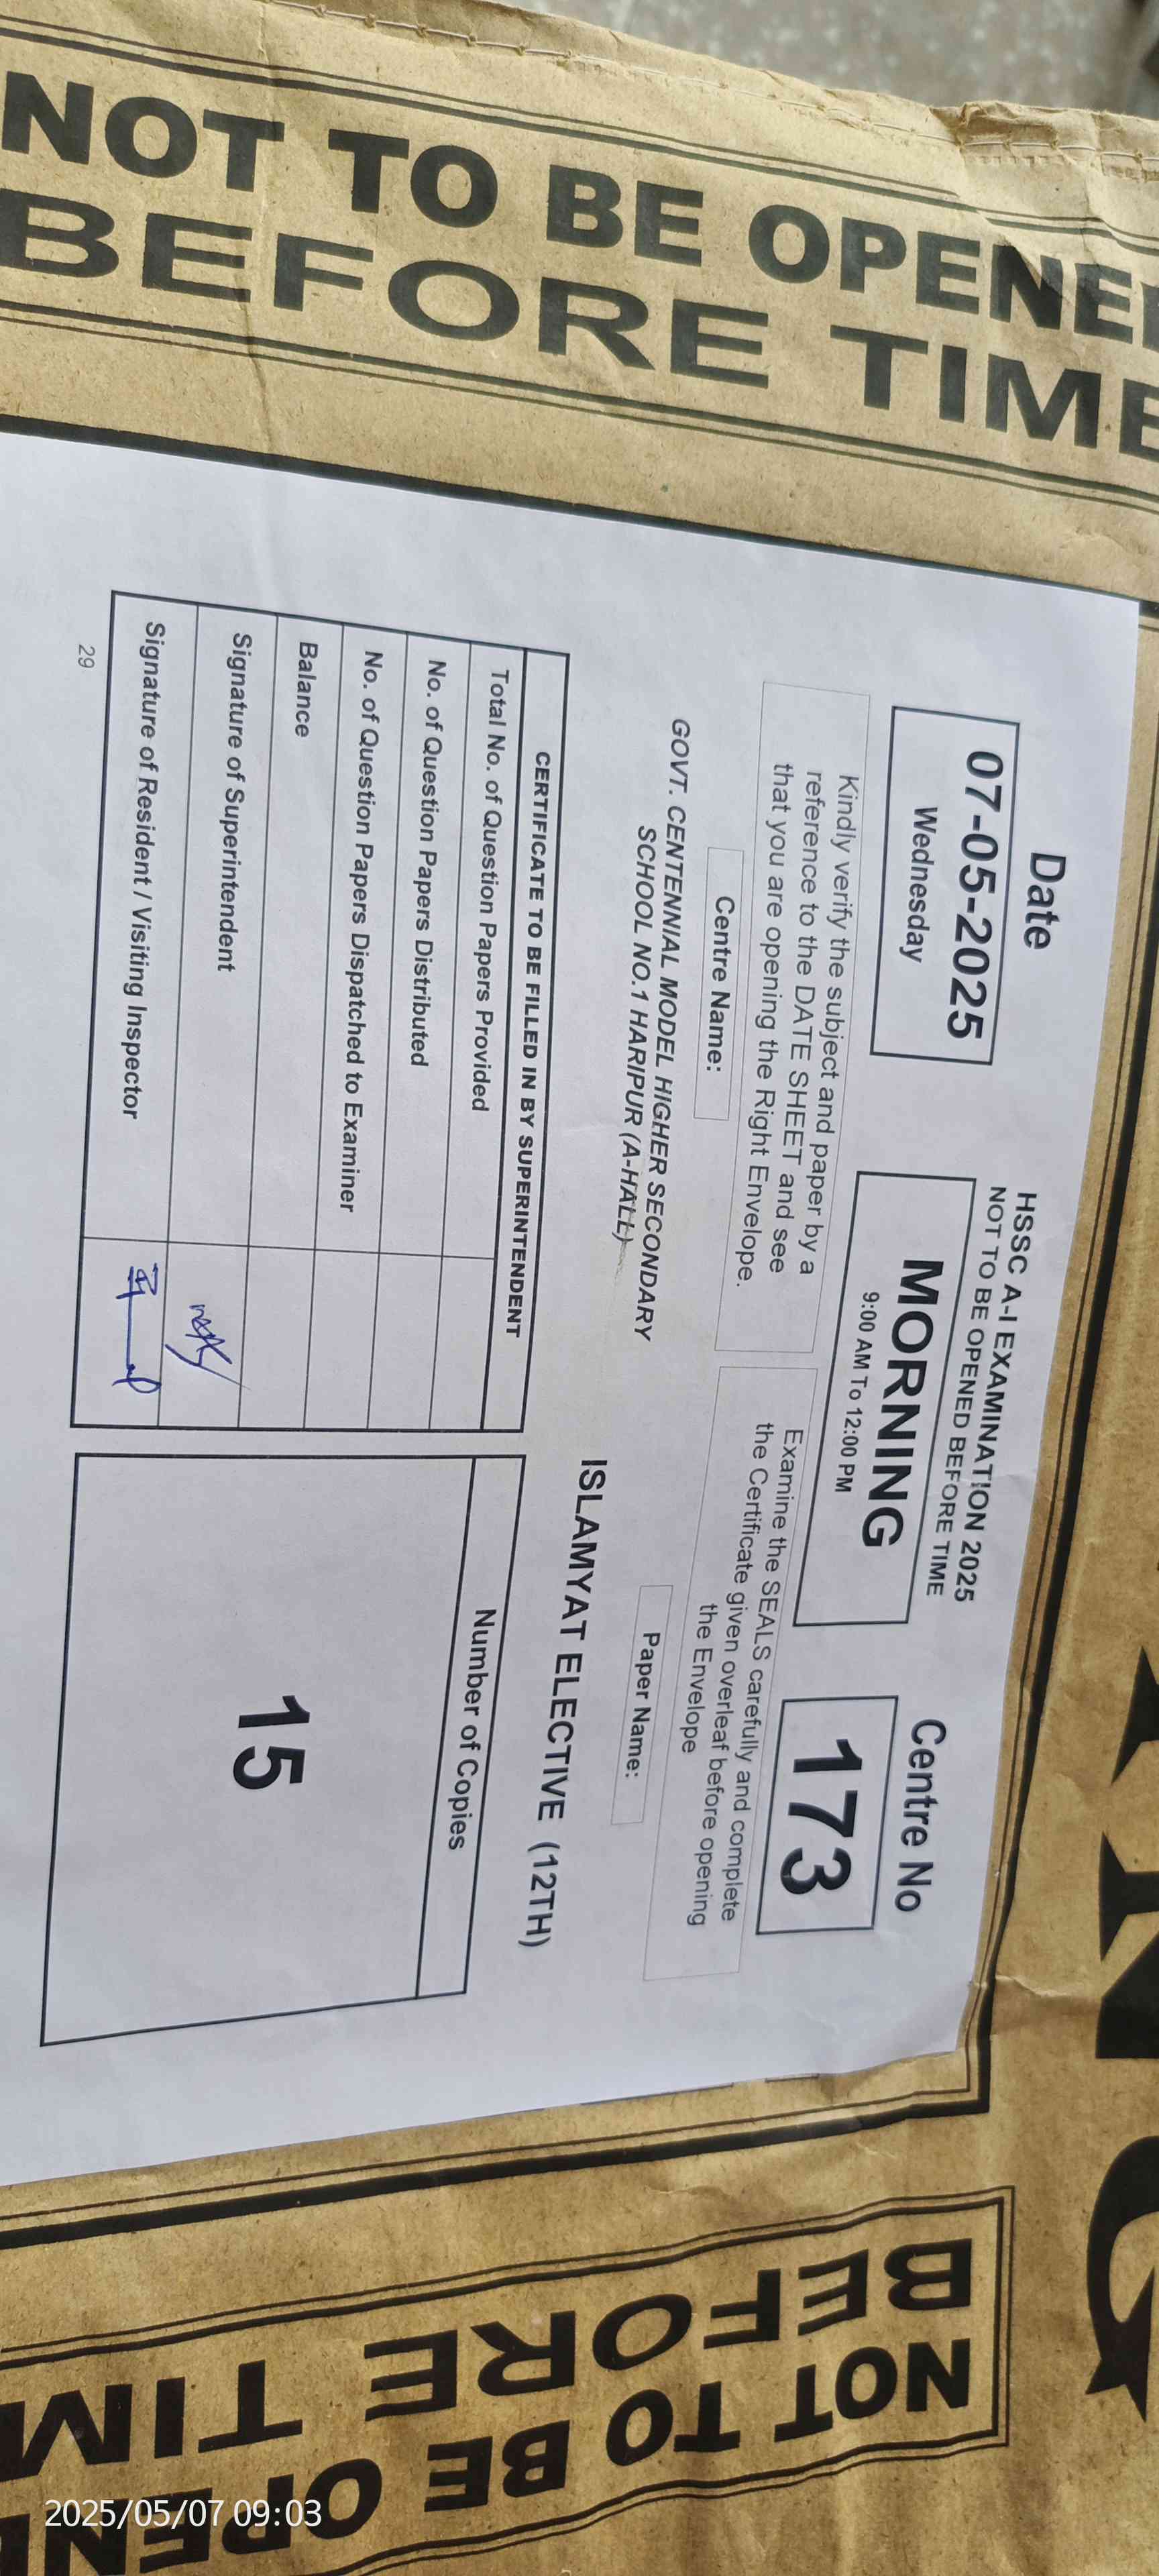 NOT TO BE OPENE
BEFORE TIME
Date
07-05-2025
Wednesday
HSSC A-I EXAMINATION 2025
NOT TO BE OPENED BEFORE TIME
MORNING
9:00 AM To 12:00 PM
Centre No
173
Kindly verify the subject and paper by a
reference to the DATE SHEET and see
that you are opening the Right Envelope.
Examine the SEALS carefully and complete
the Certificate given overleaf before opening
the Envelope
Centre Name:
GOVT. CENTENNIAL MODEL HIGHER SECONDARY
SCHOOL NO.1 HARIPUR (A-HALL)
Paper Name:
ISLAMYAT ELECTIVE (12TH)
CERTIFICATE TO BE FILLED IN BY SUPERINTENDENT
Total No. of Question Papers Provided
No. of Question Papers Distributed
No. of Question Papers Dispatched to Examiner
Balance
Signature of Superintendent
Signature of Resident / Visiting Inspector
Number of Copies
15
29
NOT TO BE OPEN
BEFORE TIM
2025/05/07 09:03